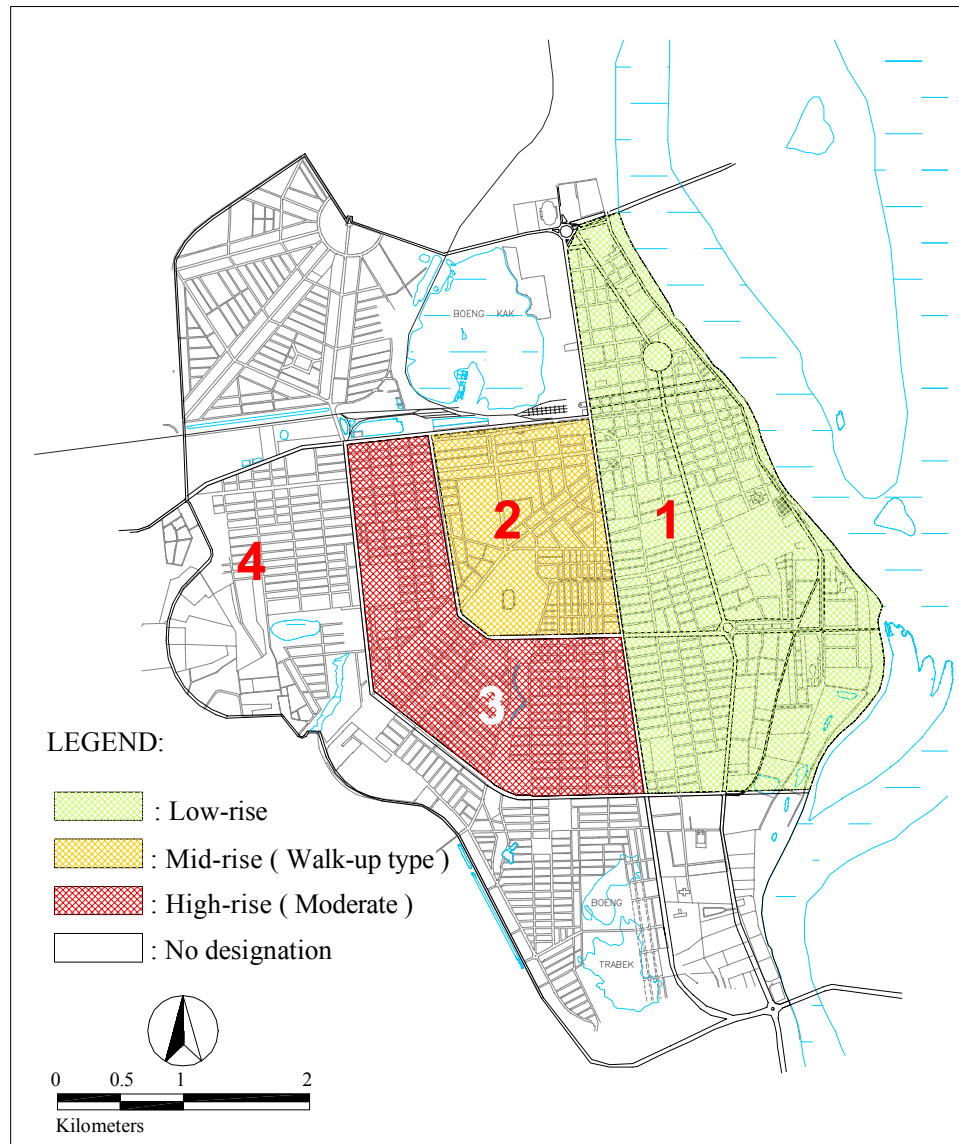 BOENG KAK
2
1
4
3
LEGEND:
: Low-rise
: Mid-rise ( Walk-up type )
: High-rise ( Moderate )
: No designation
BOENG
TRABEK
0 0.5 1 2
Kilometers